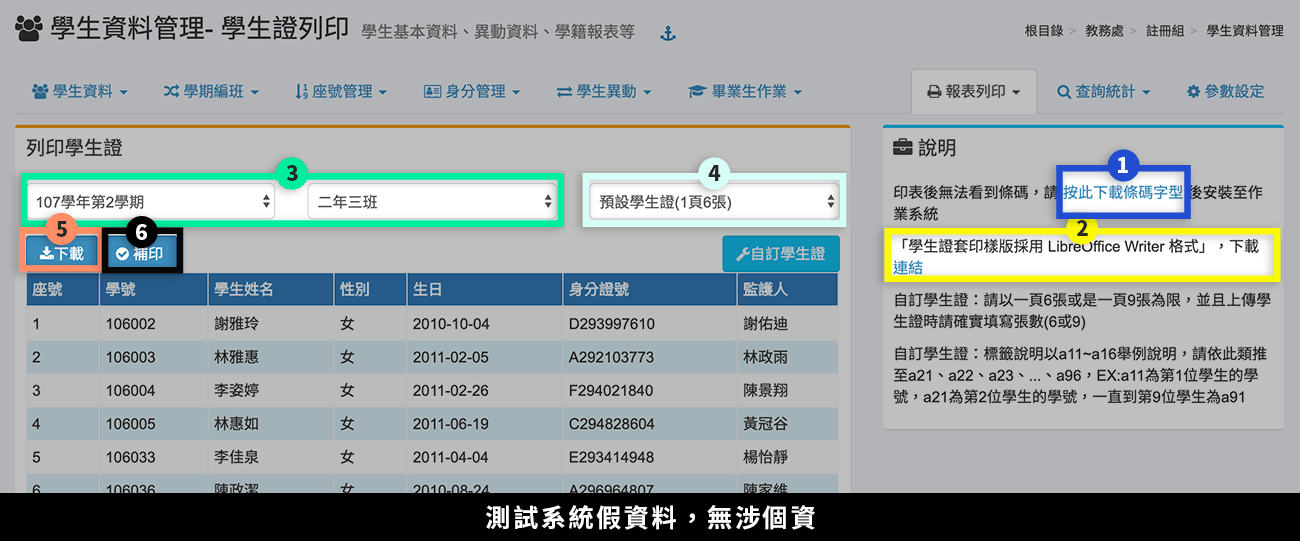 學生資料管理- 學生證列印 學生基本資料、異動資料、學籍報表等
根目錄 > 教務處 > 註冊組 > 學生資料管理
學生資料 學期編班 座號管理 身分管理 學生異動 畢業生作業 報表列印 查詢統計 參數設定
列印學生證
3
4
107學年第2學期
二年三班
預設學生證(1頁6張)
5
6
下載
補印
自訂學生證
座號 學號 學生姓名 性別 生日 身分證號 監護人
1 106002 謝雅玲 女 2010-10-04 D293997610 謝佑迪
2 106003 林雅惠 女 2011-02-05 A292103773 林政雨
3 106004 李姿婷 女 2011-02-26 F294021840 陳景翔
4 106005 林惠如 女 2011-06-19 C294828604 黃冠谷
5 106033 李佳泉 女 2011-04-04 E293414948 楊怡靜
6 106036 陳政潔 女 2010-08-24 A296964807 陳家維
說明
1
印表後無法看到條碼，請 按此下載條碼字型 後安裝至作
業系統
2
「學生證套印樣版採用 LibreOffice Writer 格式」，下載
連結
自訂學生證：請以一頁6張或是一頁9張為限，並且上傳學
生證時請確實填寫張數(6或9)
自訂學生證：標籤說明以a11~a16舉例說明，請依此類推
至a21、a22、a23、...、a96，EX:a11為第1位學生的學
號，a21為第2位學生的學號，一直到第9位學生為a91
測試系統假資料，無涉個資